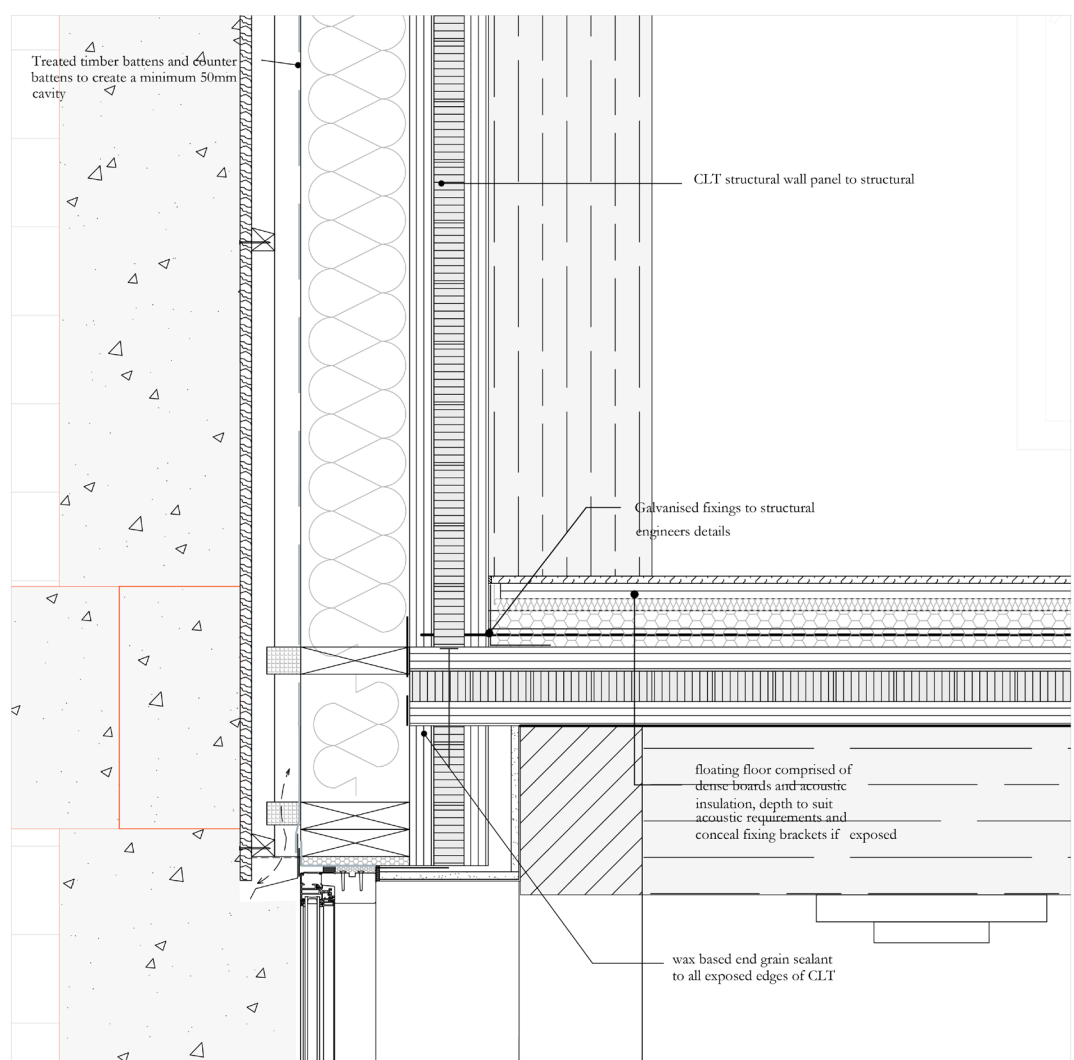 Treated timber battens and counter
battens to create a minimum 50mm
cavity
CLT structural wall panel to structural
Galvanised fixings to structural
engineers details
floating floor comprised of
dense boards and acoustic
insulation, depth to suit
acoustic requirements and
conceal fixing brackets if exposed
wax based end grain sealant
to all exposed edges of CLT